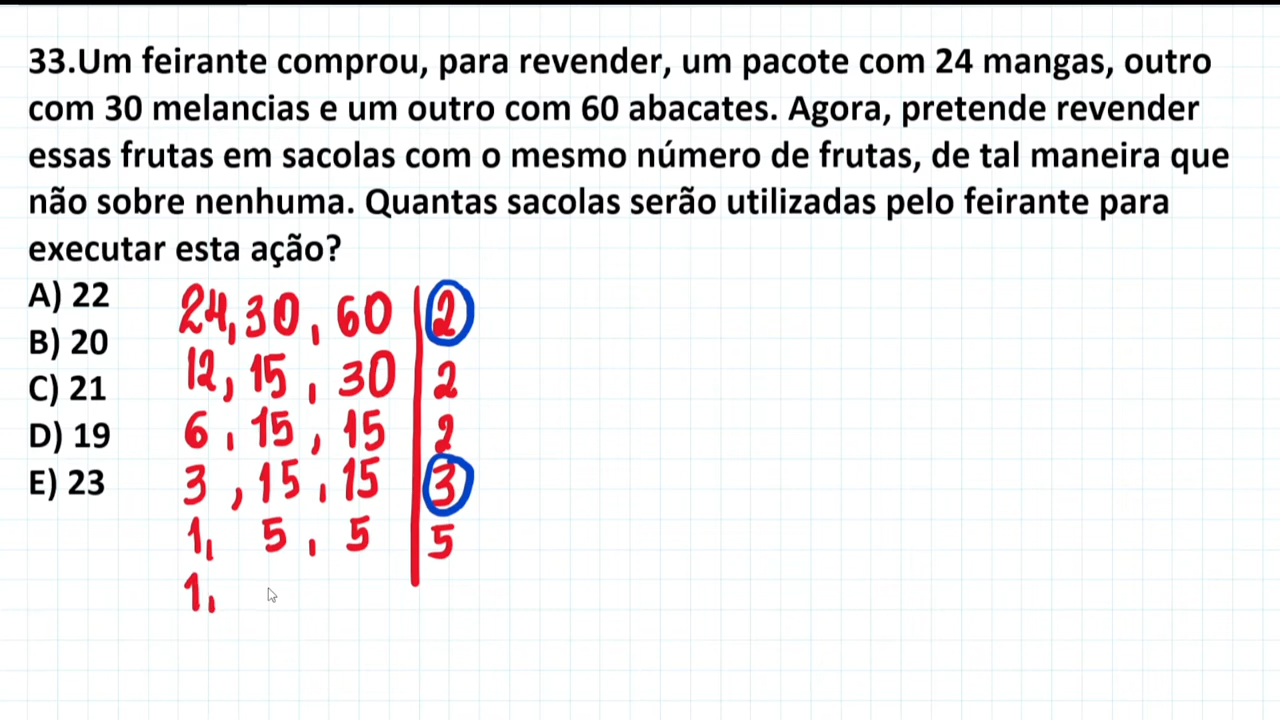 33.Um feirante comprou, para revender, um pacote com 24 mangas, outro
com 30 melancias e um outro com 60 abacates. Agora, pretende revender
essas frutas em sacolas com o mesmo número de frutas, de tal maneira que
não sobre nenhuma. Quantas sacolas serão utilizadas pelo feirante para
executar esta ação?
A) 22
B) 20
C) 21
D) 19
E) 23
24, 30, 60 | 2
12, 15, 30 | 2
6, 15, 15 | 2
3, 15, 15 | 3
1, 5, 5 | 5
1,